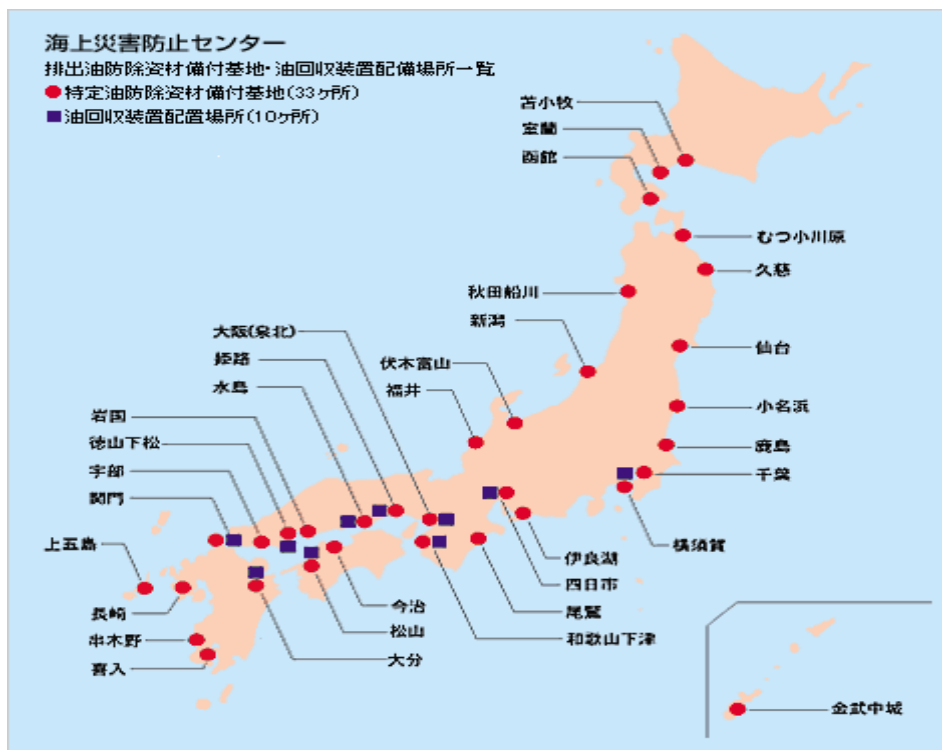 海上災害防止センター
排出油防除資材備付基地・油回収装置配備場所一覧
特定油防除資材備付基地(33ヶ所)
油回収装置配置場所(10ヶ所)
苫小牧
室蘭
函館
むつ小川原
久慈
秋田船川
新潟
仙台
大阪(泉北)
姫路
水島
伏木富山
福井
小名浜
岩国
徳山下松
宇部
関門
鹿島
千葉
上五島
横須賀
伊良湖
四日市
尾鷲
和歌山下津
長崎
今治
串木野
松山
喜入
大分
金武中城